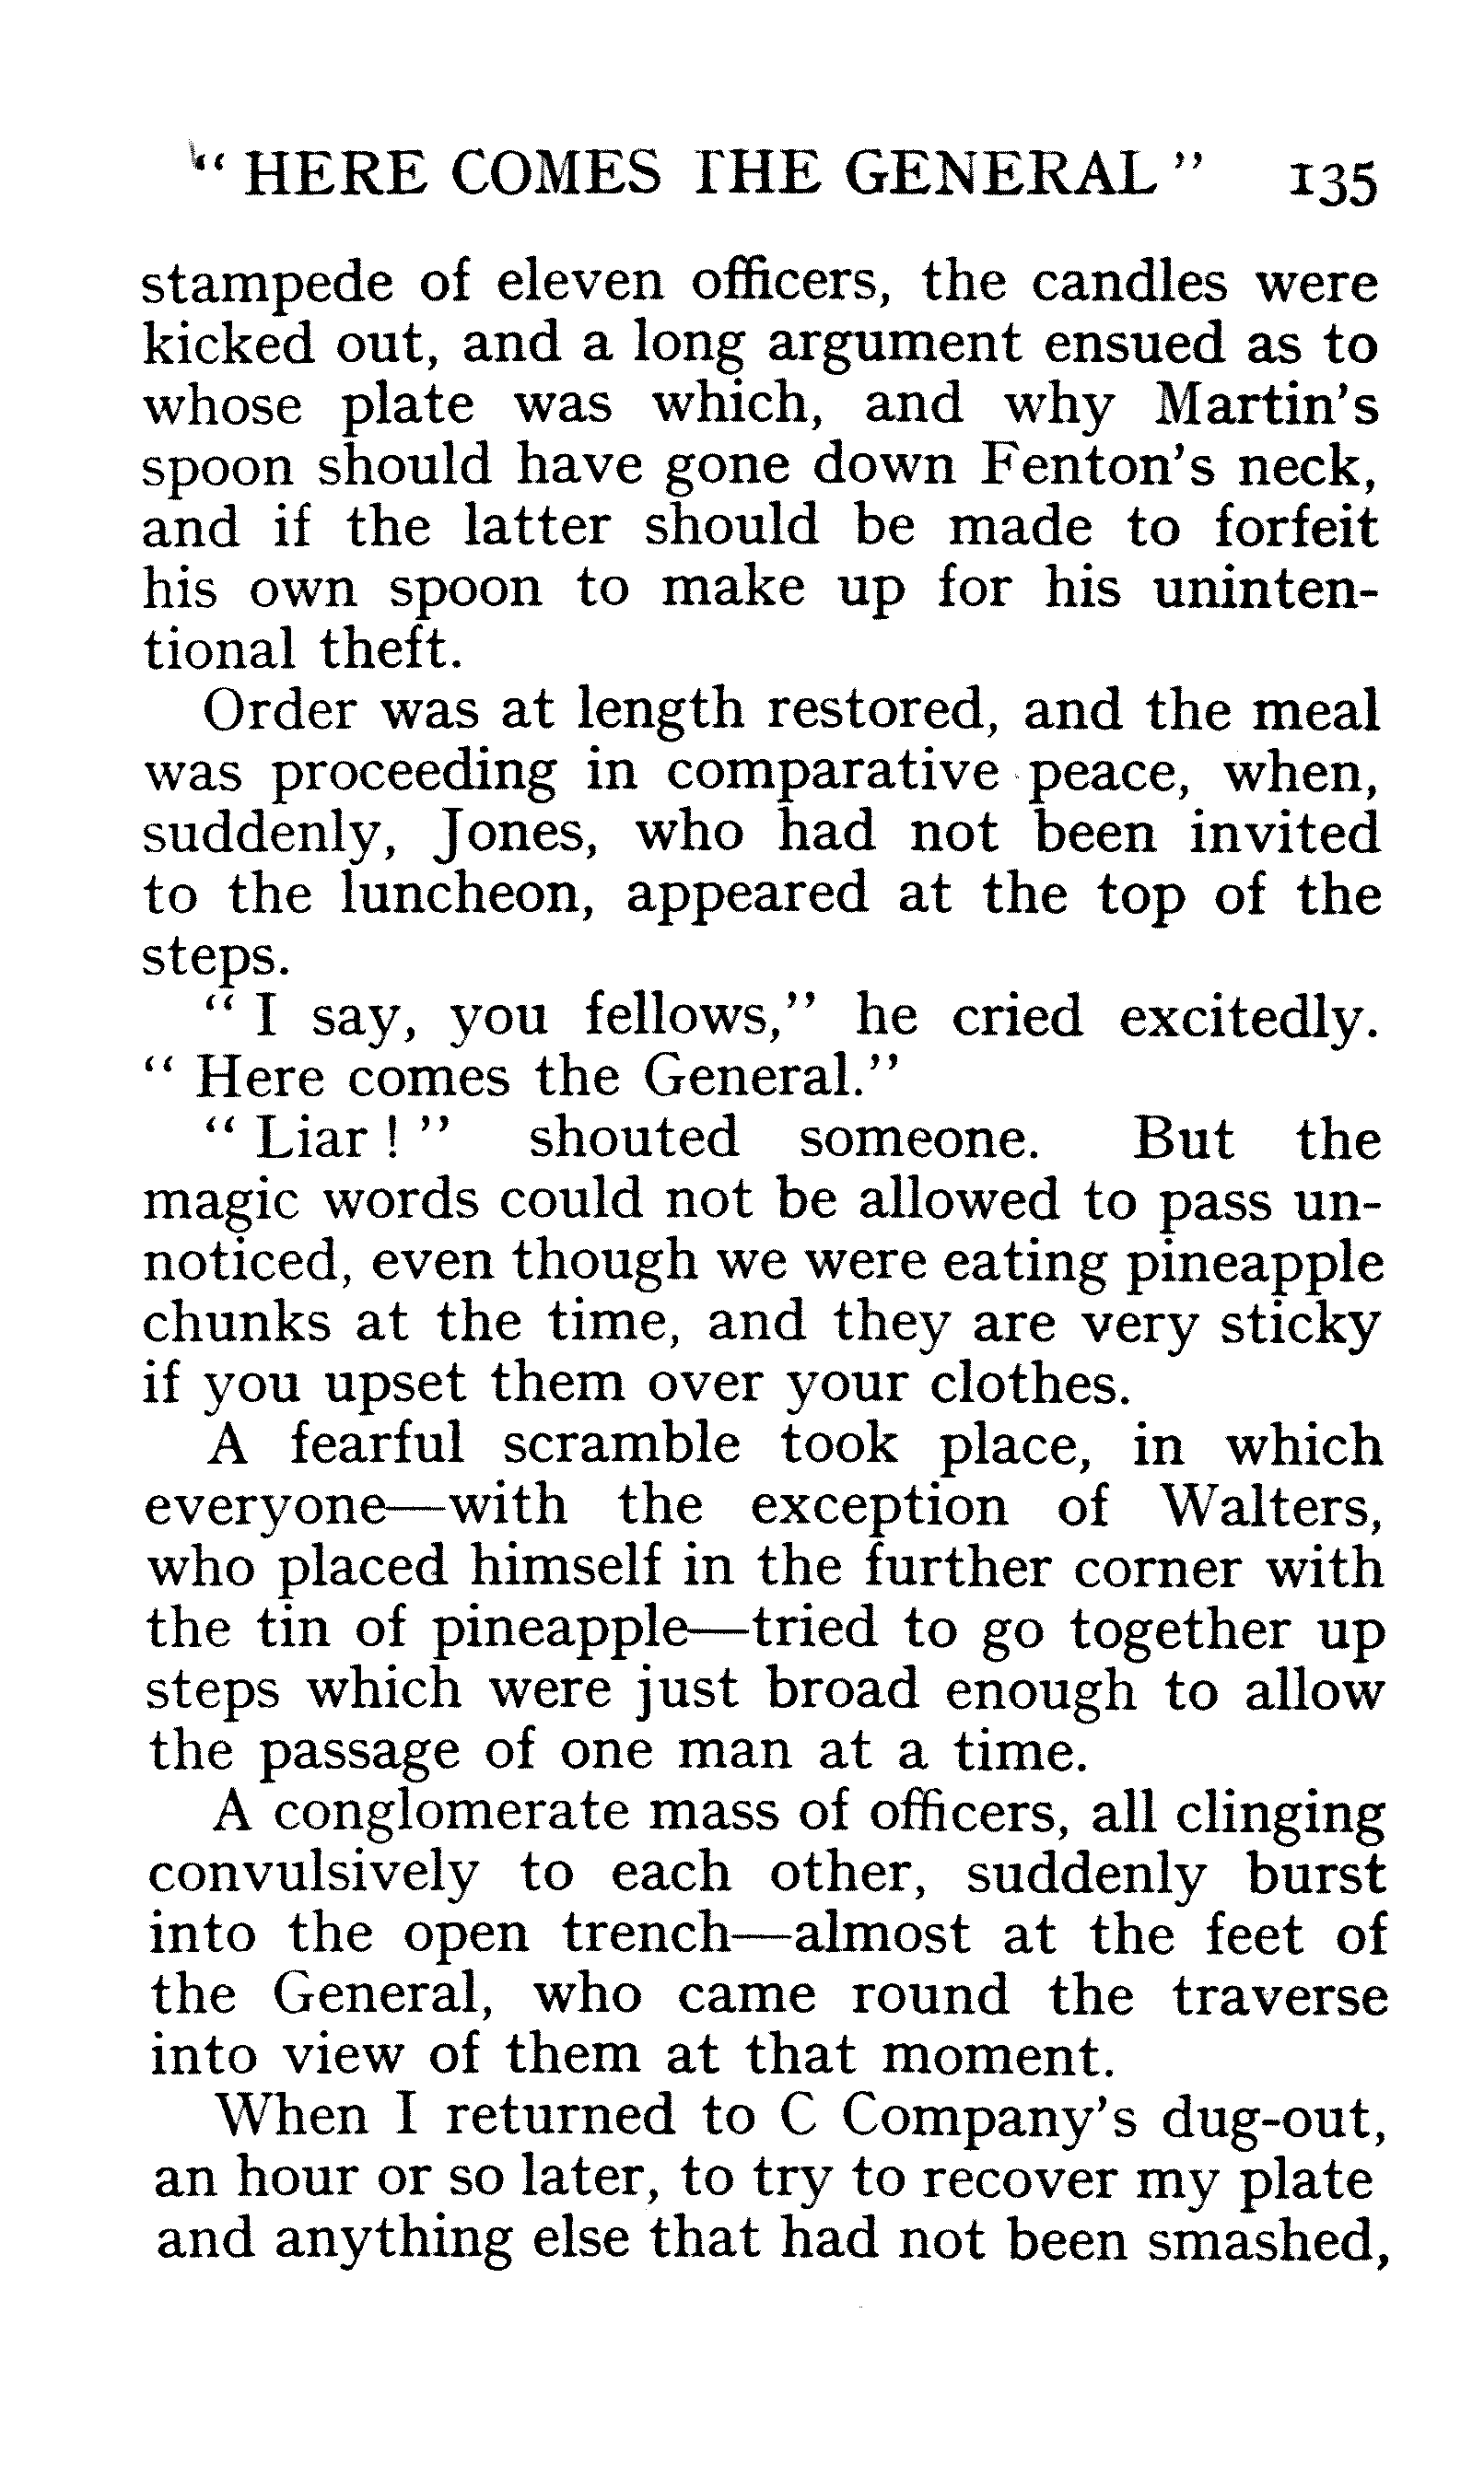 " HERE COMES THE GENERAL " 135
stampede of eleven officers, the candles were
kicked out, and a long argument ensued as to
whose plate was which, and why Martin's
spoon should have gone down Fenton's neck,
and if the latter should be made to forfeit
his own spoon to make up for his uninten-
tional theft.
Order was at length restored, and the meal
was proceeding in comparative peace, when,
suddenly, Jones, who had not been invited
to the luncheon, appeared at the top of the
steps.
" I say, you fellows," he cried excitedly.
" Here comes the General."
" Liar ! " shouted someone. But the
magic words could not be allowed to pass un-
noticed, even though we were eating pineapple
chunks at the time, and they are very sticky
if you upset them over your clothes.
A fearful scramble took place, in which
everyone—with the exception of Walters,
who placed himself in the further corner with
the tin of pineapple—tried to go together up
steps which were just broad enough to allow
the passage of one man at a time.
A conglomerate mass of officers, all clinging
convulsively to each other, suddenly burst
into the open trench—almost at the feet of
the General, who came round the traverse
into view of them at that moment.
When I returned to C Company's dug-out,
an hour or so later, to try to recover my plate
and anything else that had not been smashed,